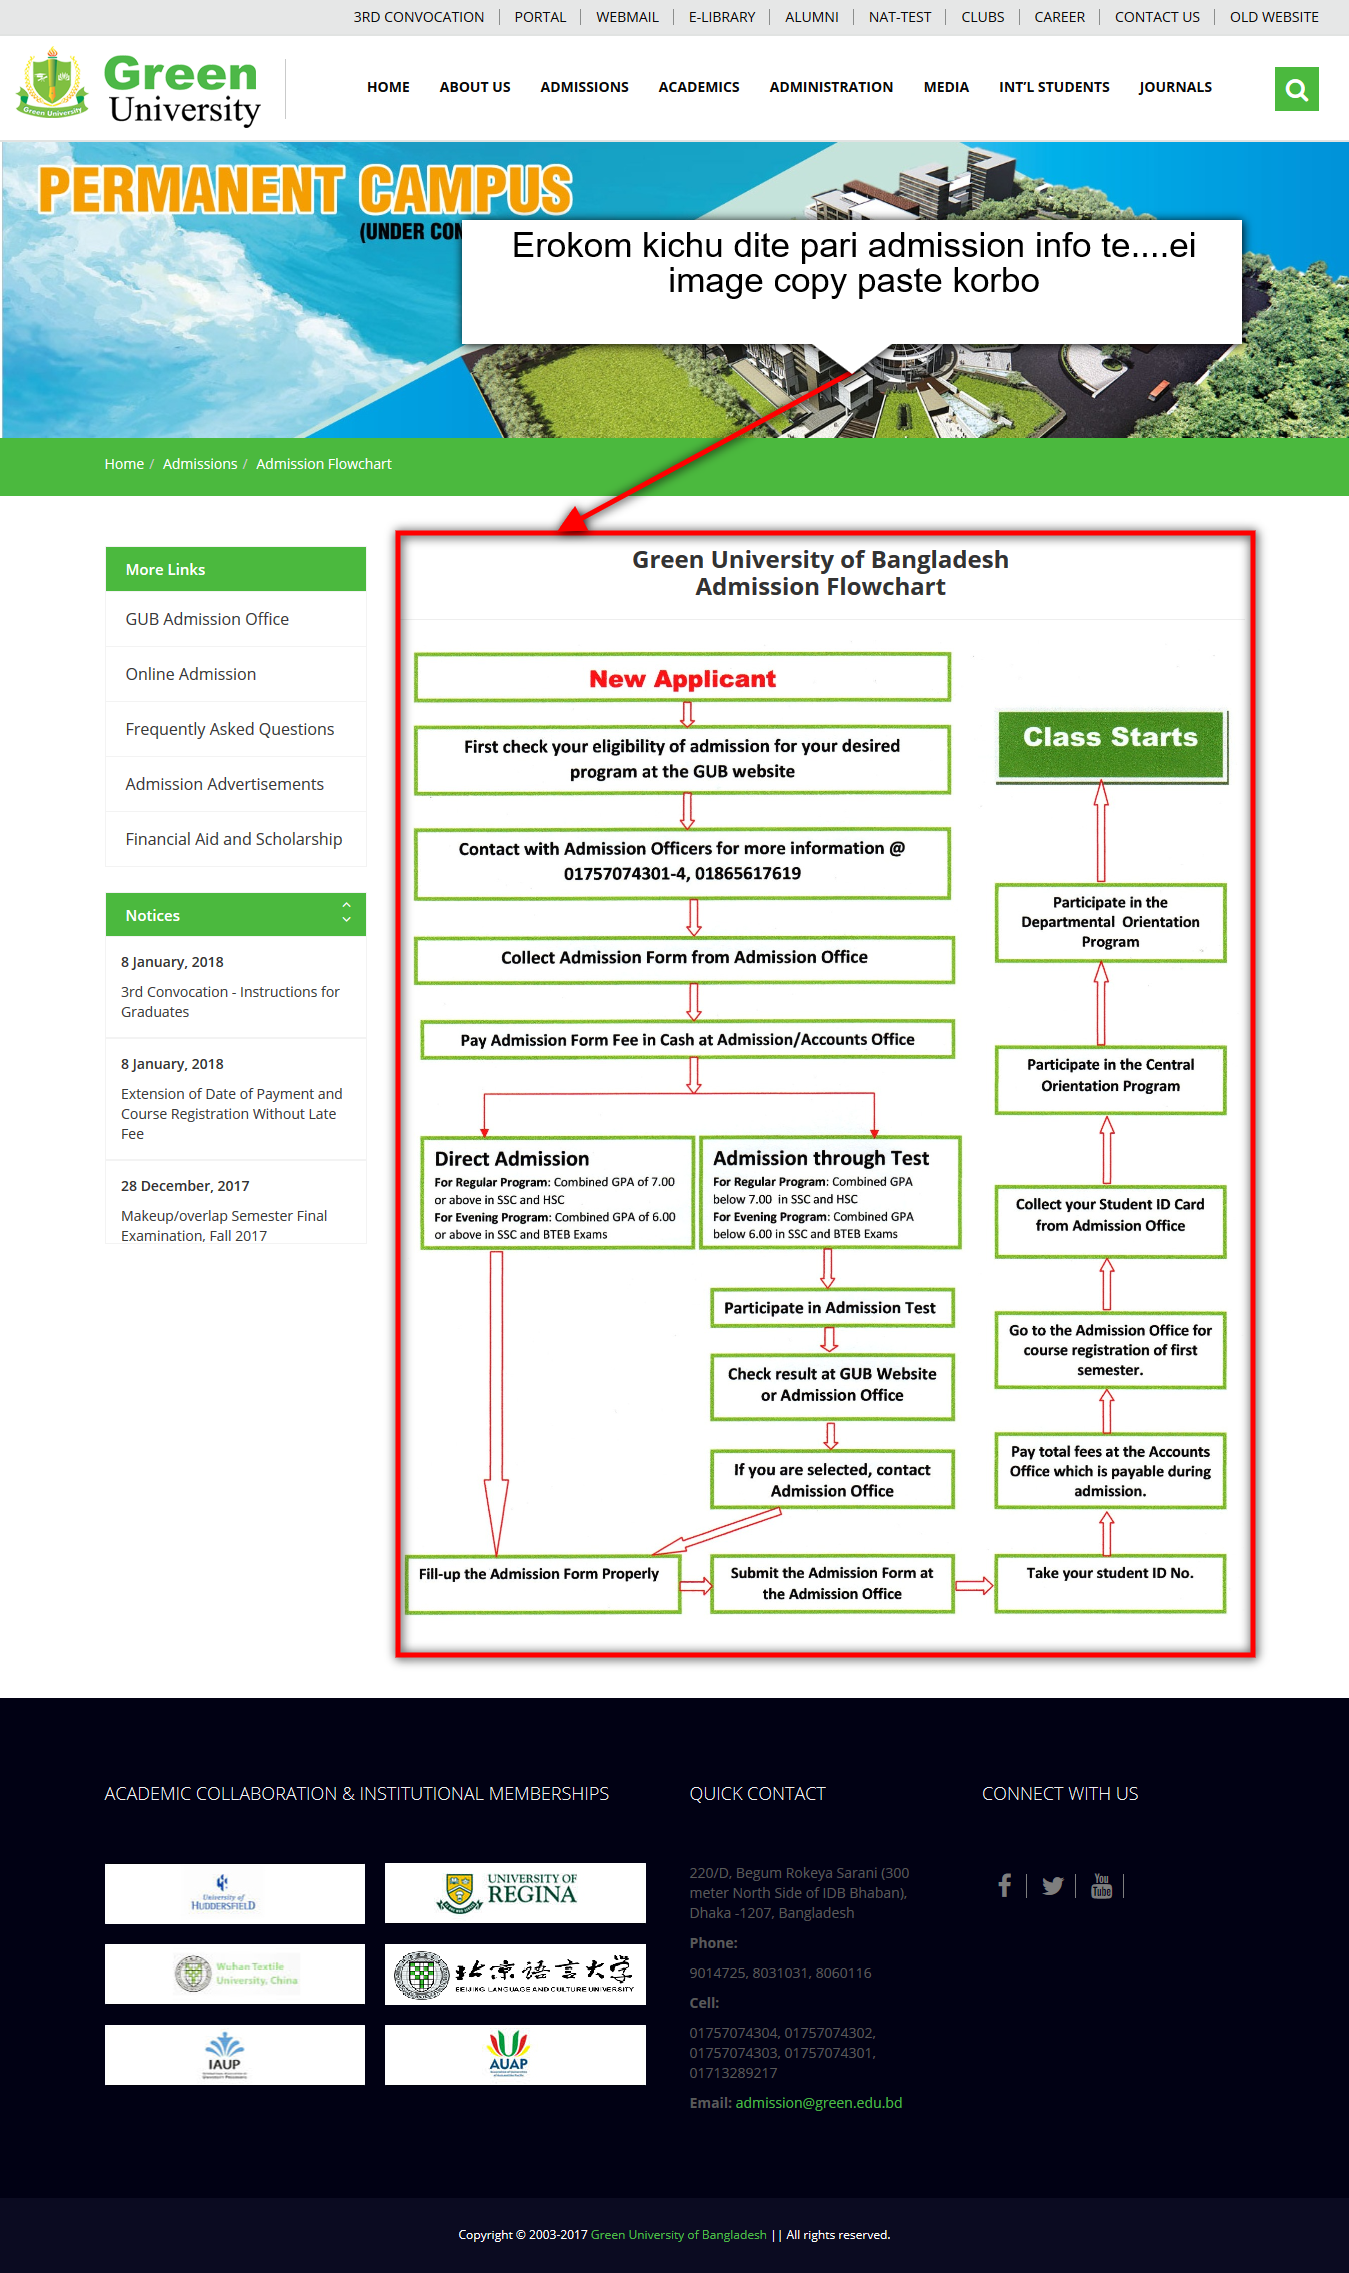 3RD CONVOCATION
PORTAL
WEBMAIL
E-LIBRARY
ALUMNI
NAT-TEST
CLUBS
CAREER
CONTACT US
OLD WEBSITE
Green
University
Green University
HOME
ABOUT US
ADMISSIONS
ACADEMICS
ADMINISTRATION
MEDIA
INT'L STUDENTS
JOURNALS
PERMANENT CAMPUS
(UNDER CON
Erokom kichu dite pari admission info te....ei
image copy paste korbo
Home / Admissions / Admission Flowchart
More Links
GUB Admission Office
Online Admission
Frequently Asked Questions
Admission Advertisements
Financial Aid and Scholarship
Notices
8 January, 2018
3rd Convocation - Instructions for
Graduates
8 January, 2018
Extension of Date of Payment and
Course Registration Without Late
Fee
28 December, 2017
Makeup/overlap Semester Final
Examination, Fall 2017
Green University of Bangladesh
Admission Flowchart
New Applicant
First check your eligibility of admission for your desired
program at the GUB website
Contact with Admission Officers for more information @
01757074301-4, 01865617619
Collect Admission Form from Admission Office
Pay Admission Form Fee in Cash at Admission/Accounts Office
Direct Admission
For Regular Program: Combined GPA of 7.00
or above in SSC and HSC
For Evening Program: Combined GPA of 6.00
or above in SSC and BTEB Exams
Admission through Test
For Regular Program: Combined GPA
below 7.00 in SSC and HSC
For Evening Program: Combined GPA
below 6.00 in SSC and BTEB Exams
Participate in Admission Test
Check result at GUB Website
or Admission Office
If you are selected, contact
Admission Office
Fill-up the Admission Form Properly
Submit the Admission Form at
the Admission Office
Take your student ID No.
Pay total fees at the Accounts
Office which is payable during
admission.
Go to the Admission Office for
course registration of first
semester.
Collect your Student ID Card
from Admission Office
Participate in the Central
Orientation Program
Participate in the
Departmental Orientation
Program
Class Starts
ACADEMIC COLLABORATION & INSTITUTIONAL MEMBERSHIPS
University of
HUDDERSFIELD
UNIVERSITY OF
REGINA
Wuhan Textile
University, China
北京语言大学
BEIJING LANGUAGE AND CULTURE UNIVERSITY
IAUP
AUAP
QUICK CONTACT
220/D, Begum Rokeya Sarani (300
meter North Side of IDB Bhaban),
Dhaka -1207, Bangladesh
Phone:
9014725, 8031031, 8060116
Cell:
01757074304, 01757074302,
01757074303, 01757074301,
01713289217
Email: admission@green.edu.bd
CONNECT WITH US
You
Tube
Copyright © 2003-2017 Green University of Bangladesh || All rights reserved.